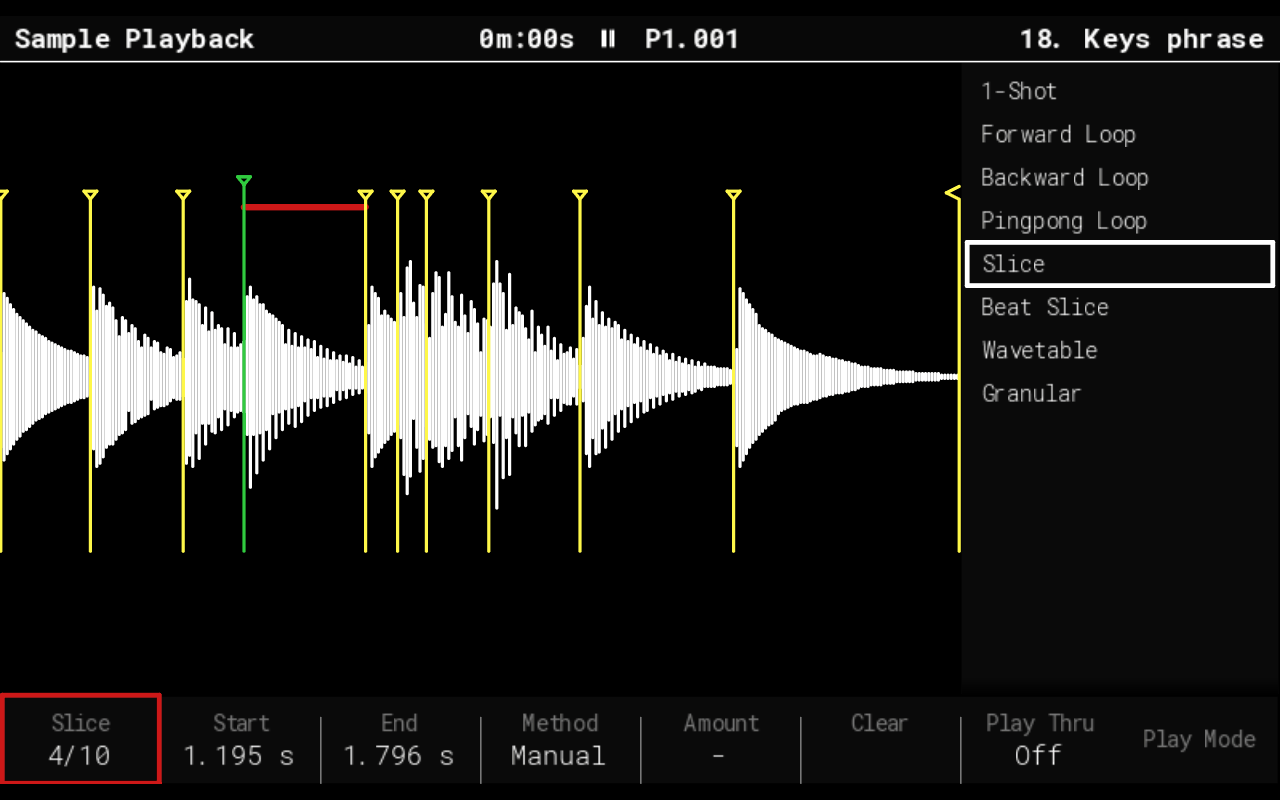 Sample Playback 0m:00s P1.001 18. Keys phrase
1-Shot
Forward Loop
Backward Loop
Pingpong Loop
Slice
Beat Slice
Wavetable
Granular
Slice Start End Method Amount Clear Play Thru Play Mode
4/10 1.195 s 1.796 s Manual - Off